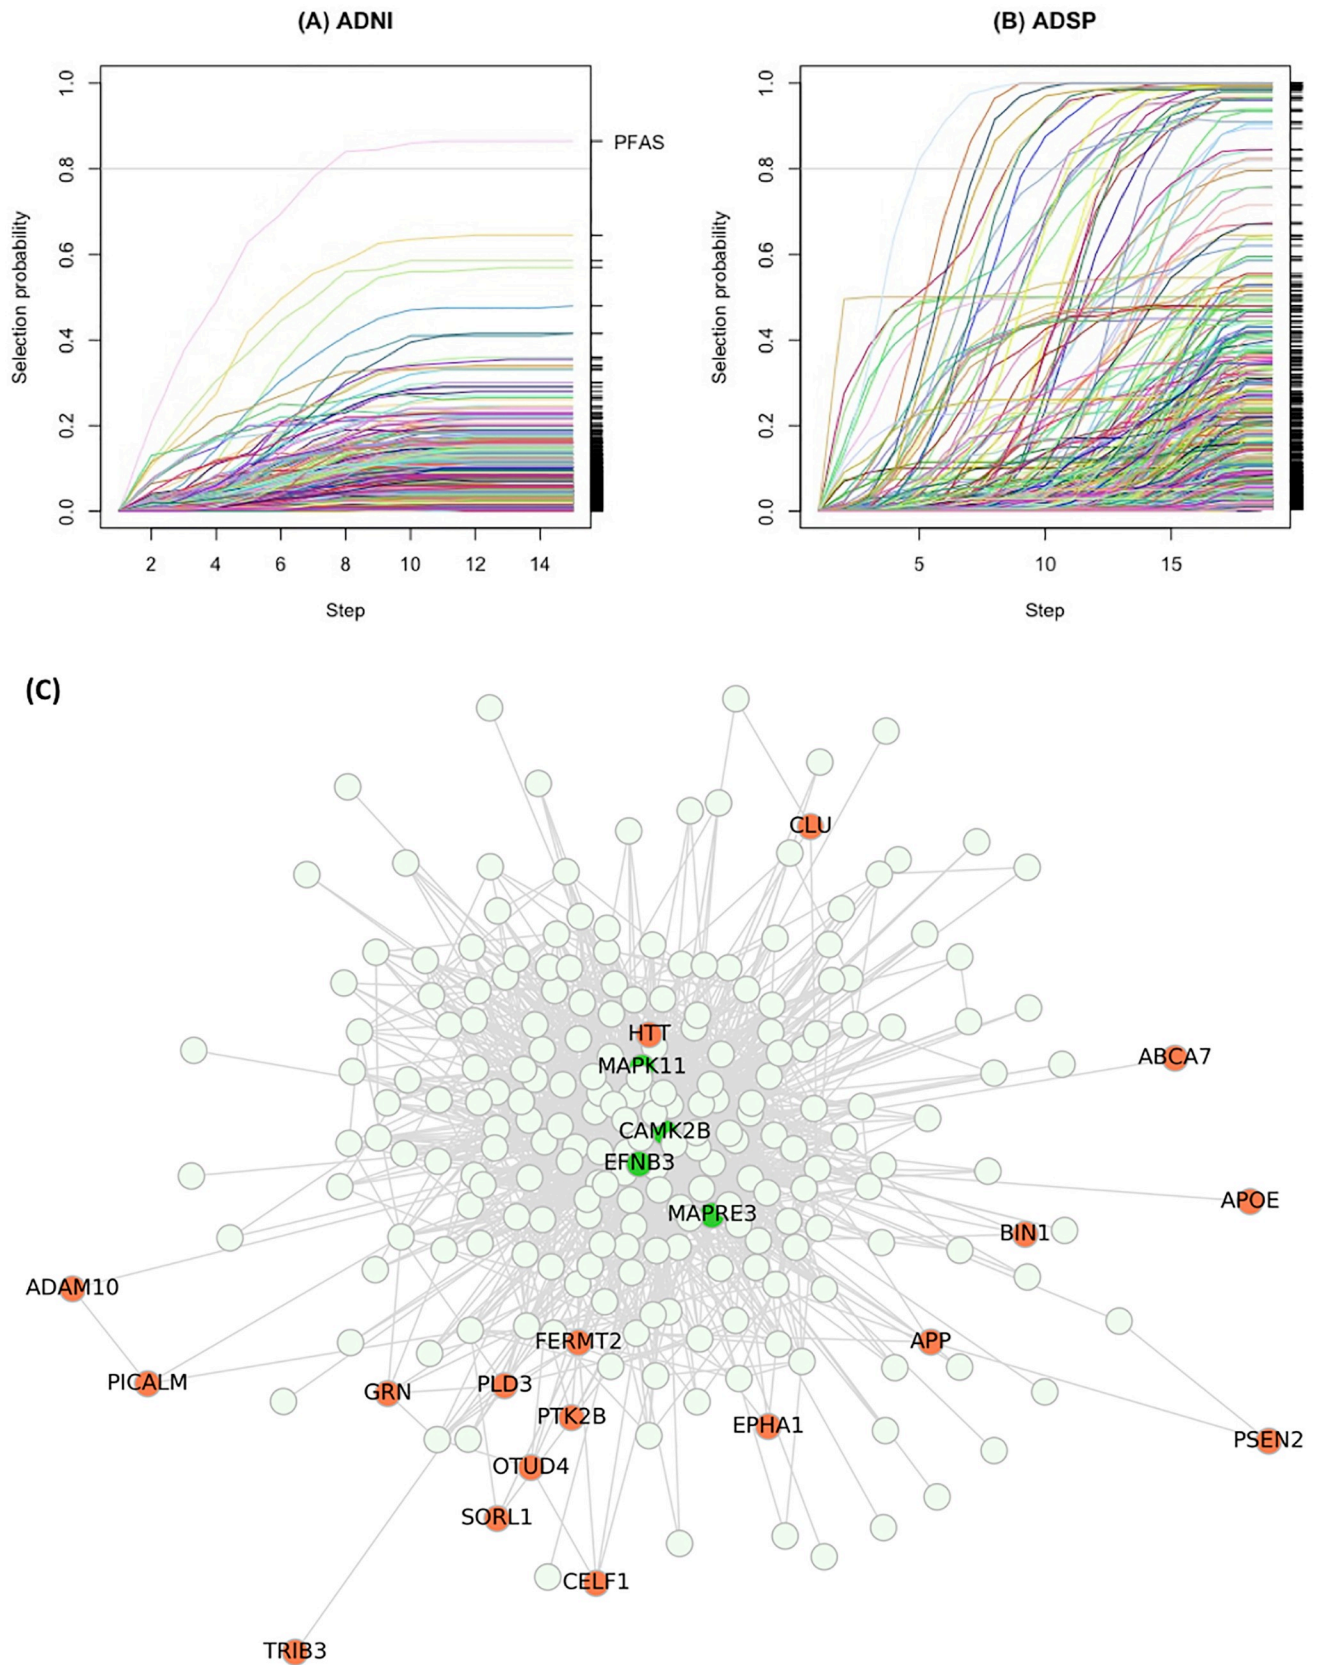 (A) ADNI
(B) ADSP
Selection probability
1.0
0.8
0.6
0.4
0.2
0.0
PFAS
2 4 6 8 10 12 14
Step
Selection probability
1.0
0.8
0.6
0.4
0.2
0.0
5 10 15
Step
(C)
CLU
HTT
MAPK11
ABCA7
CAMK2B
EFNB3
APOE
MAPRE3
BIN1
ADAM10
FERMT2
APP
PICALM
GRN
PLD3
PTK2B
EPHA1
PSEN2
OTUD4
SORL1
CELF1
TRIB3